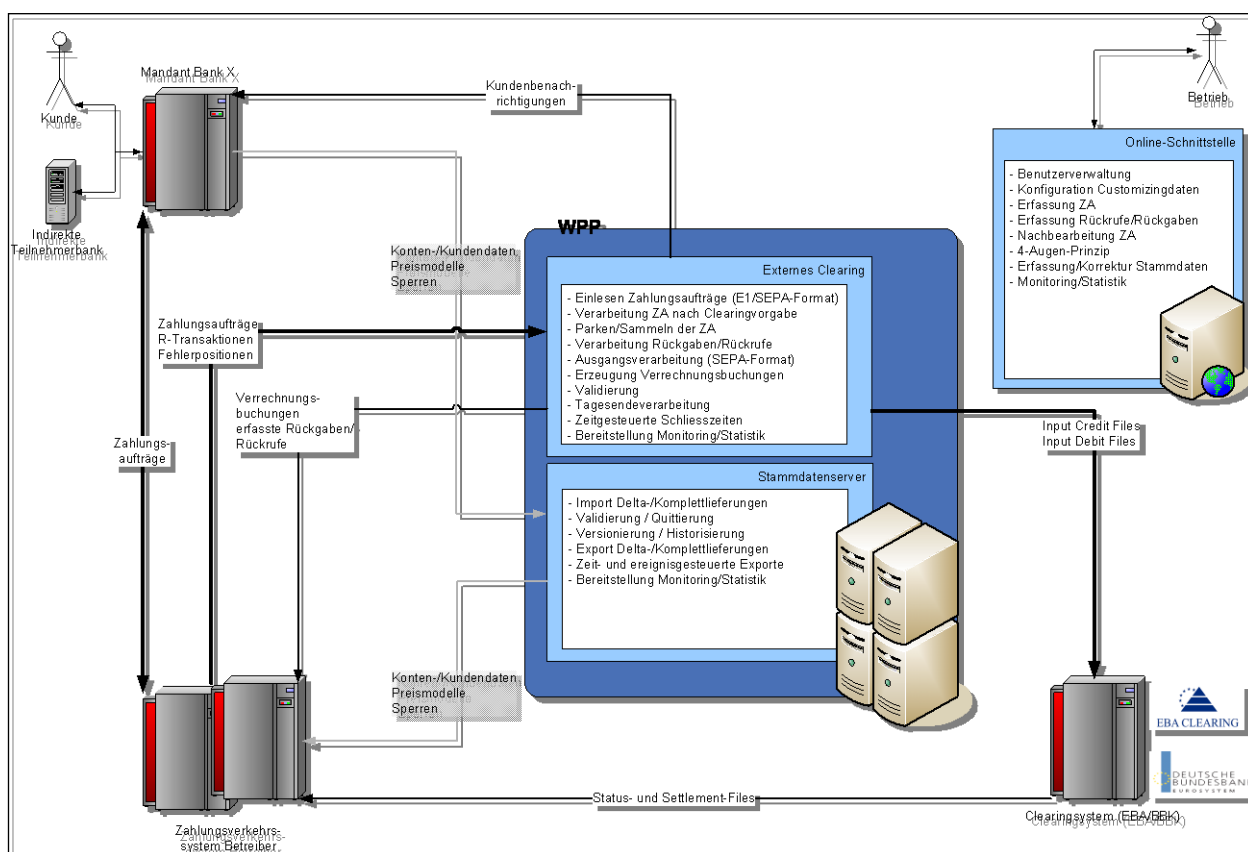 Mandant Bank X
Kunde
Indirekte
Teilnehmerbank
Kundenbenach-
richtigungen
Betrieb
Online-Schnittstelle
- Benutzerverwaltung
- Konfiguration Customizingdaten
- Erfassung ZA
- Erfassung Rückrufe/Rückgaben
- Nachbearbeitung ZA
- 4-Augen-Prinzip
- Erfassung/Korrektur Stammdaten
- Monitoring/Statistik
WPP
Konten-/Kundendaten,
Preismodelle
Sperren
Externes Clearing
- Einlesen Zahlungsaufträge (E1/SEPA-Format)
- Verarbeitung ZA nach Clearingvorgabe
- Parken/Sammeln der ZA
- Verarbeitung Rückgaben/Rückrufe
- Ausgangsverarbeitung (SEPA-Format)
- Erzeugung Verrechnungsbuchungen
- Validierung
- Tagesendeverarbeitung
- Zeitgesteuerte Schliesszeiten
- Bereitstellung Monitoring/Statistik
Zahlungsaufträge
R-Transaktionen
Fehlerpositionen
Verrechnungs-
buchungen
erfasste Rückgaben/
Rückrufe
Zahlungs-
aufträge
Input Credit Files
Input Debit Files
Stammdatenserver
- Import Delta-/Komplettlieferungen
- Validierung / Quittierung
- Versionierung / Historisierung
- Export Delta-/Komplettlieferungen
- Zeit- und ereignisgesteuerte Exporte
- Bereitstellung Monitoring/Statistik
Konten-/Kundendaten,
Preismodelle
Sperren
EBA CLEARING
DEUTSCHE
BUNDESBANK
EUROSYSTEM
Status- und Settlement-Files
Clearingsystem (EBA/BBK)
Zahlungsverkehrs-
system Betreiber